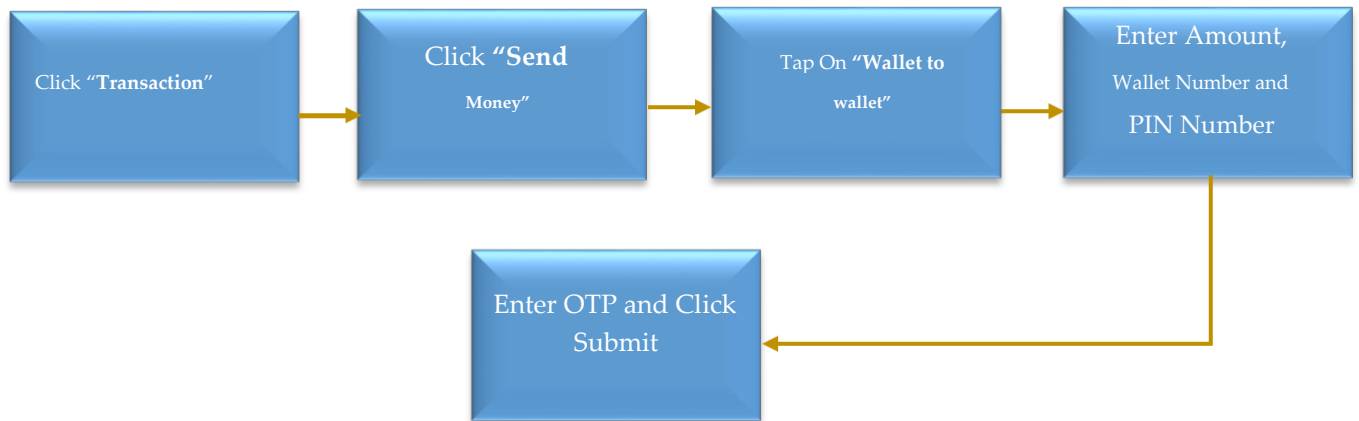 Click “Transaction”
Click “Send
Money”
Tap On “Wallet to
wallet”
Enter Amount,
Wallet Number and
PIN Number
Enter OTP and Click
Submit